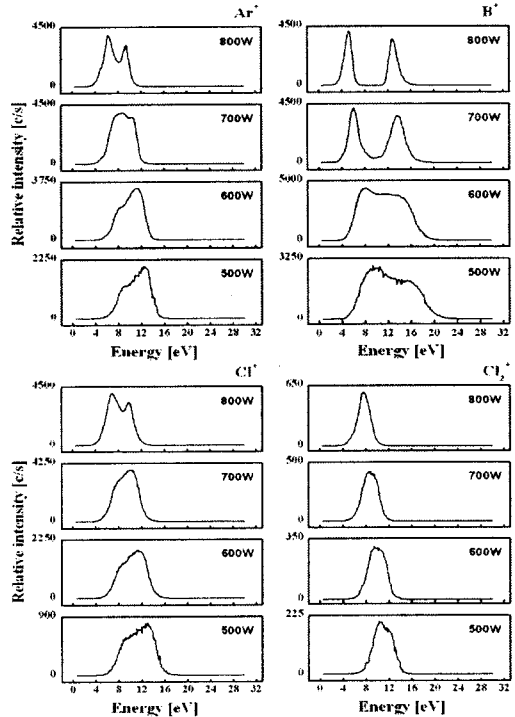 Ar+
B+
4500
800W
0
4500
800W
0
4500
700W
0
4500
700W
0
3750
600W
0
5000
600W
0
2250
500W
0
3250
500W
0
0 4 8 12 16 20 24 28 32
0 4 8 12 16 20 24 28 32
Relative intensity [c/s]
Energy [eV]
Energy [eV]
Cl+
Cl2+
4500
800W
0
650
800W
0
4250
700W
0
500
700W
0
2250
600W
0
350
600W
0
900
500W
0
225
500W
0
0 4 8 12 16 20 24 28 32
0 4 8 12 16 20 24 28 32
Relative intensity [c/s]
Energy [eV]
Energy [eV]